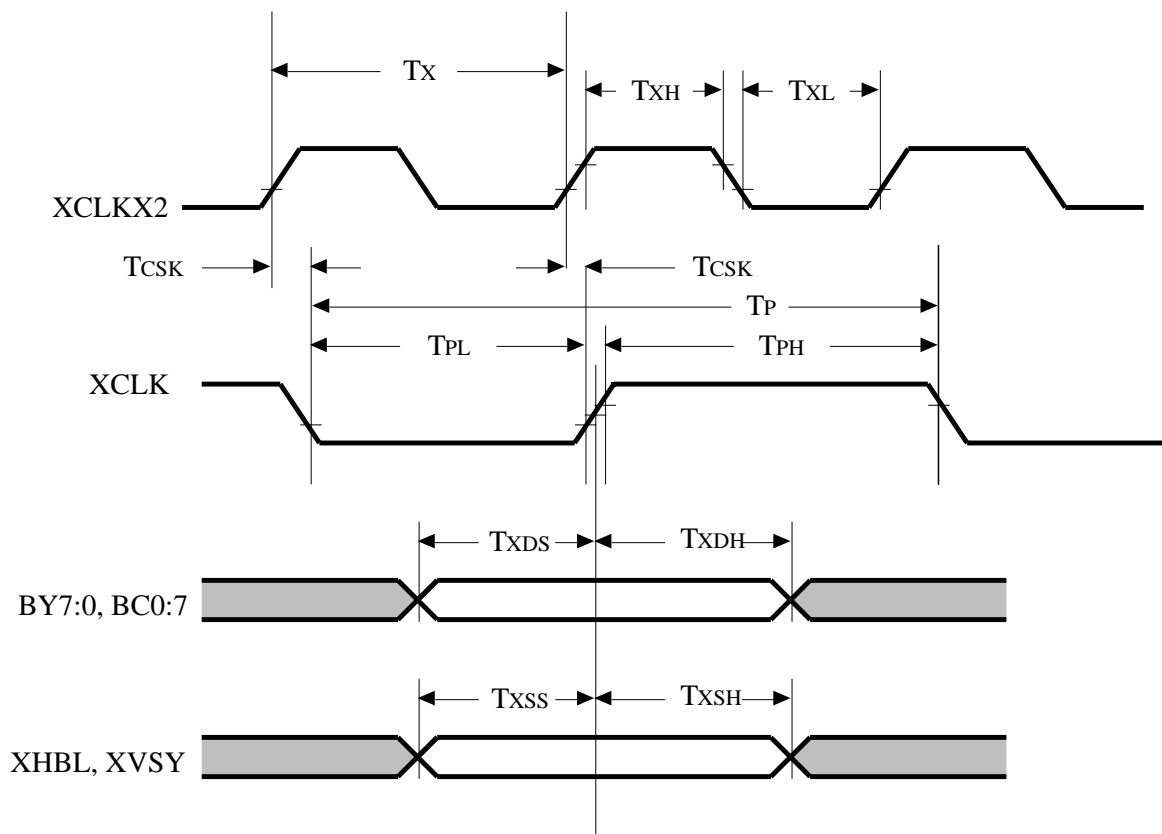 TX
TXH
TXL
XCLKX2
TCSK
TCSK
TP
TPL
TPH
XCLK
TXDS
TXDH
BY7:0, BC0:7
TXSS
TXSH
XHBL, XVSY